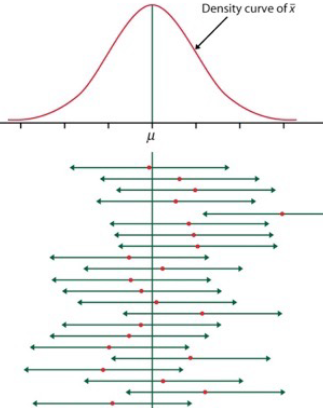 Density curve of x̄
μ